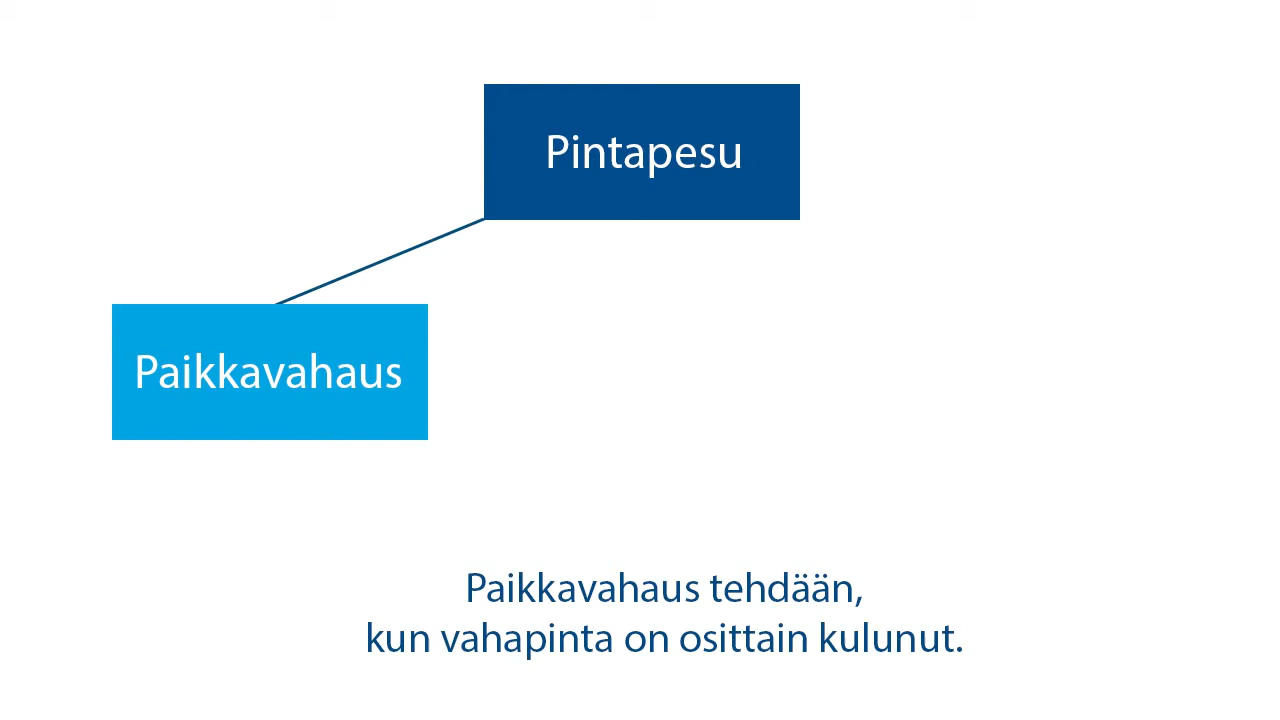 Pintapesu
Paikkavahaus
Paikkavahaus tehdään,
kun vahapinta on osittain kulunut.